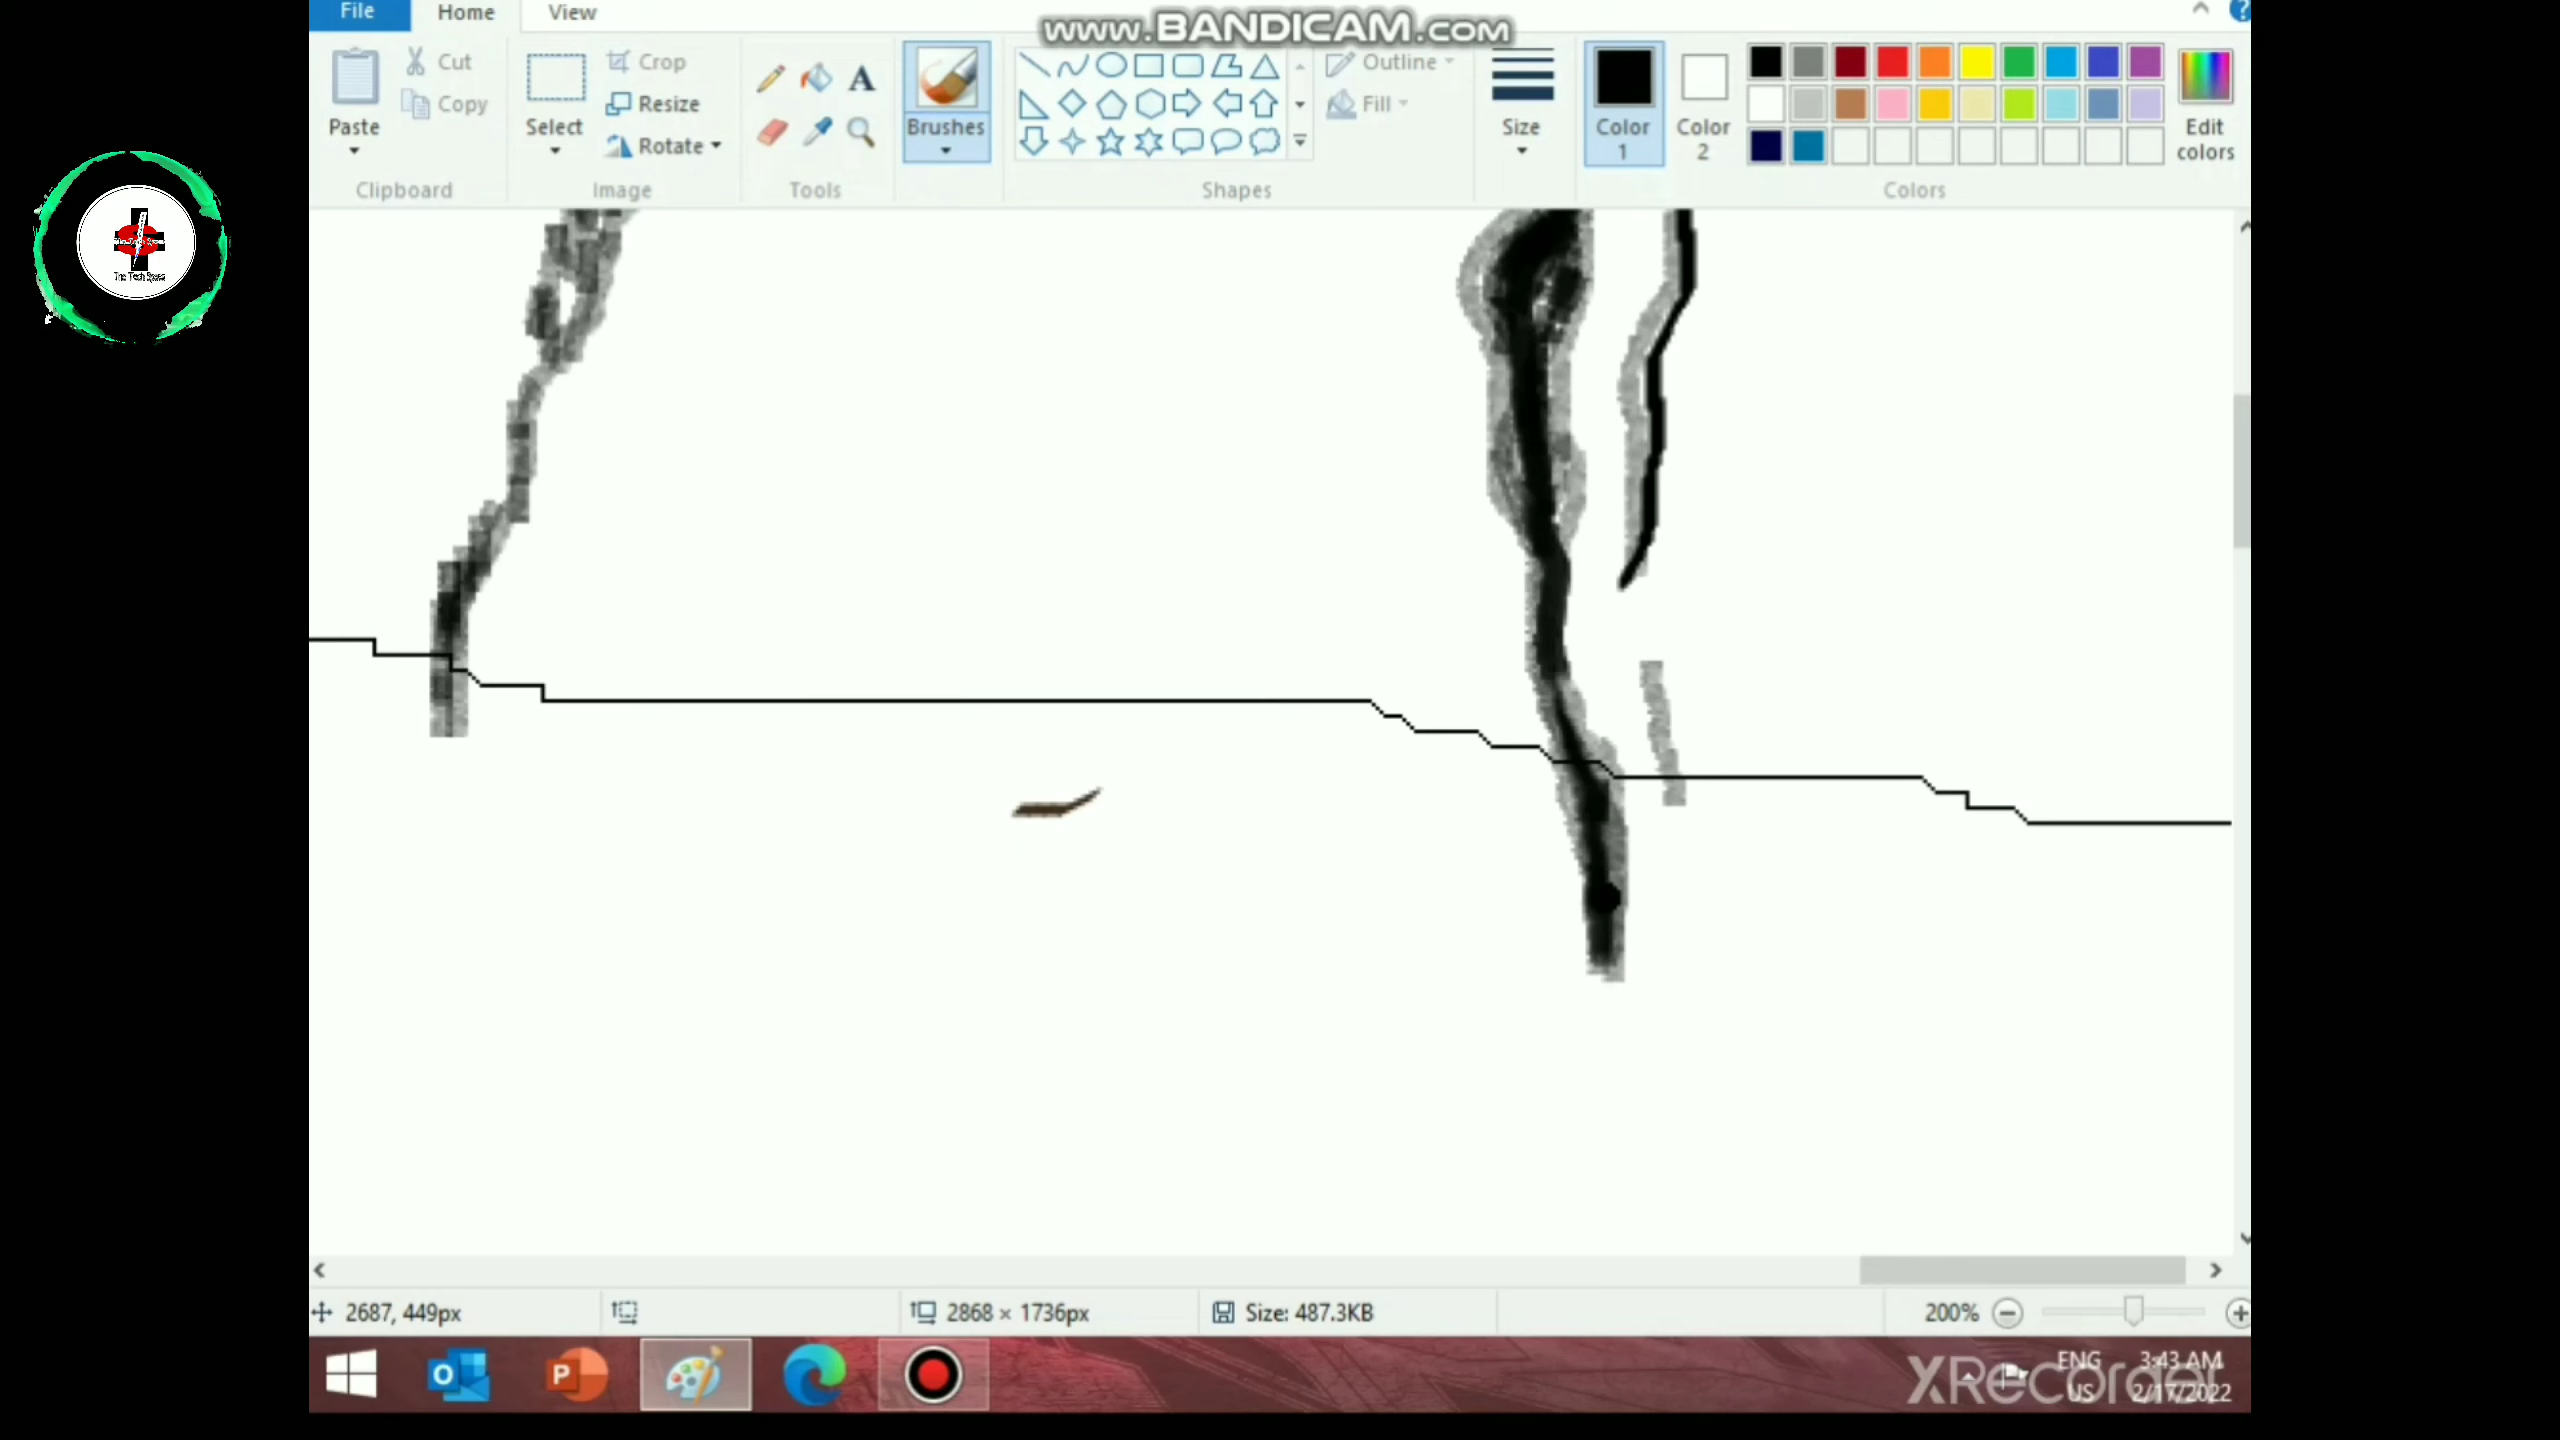 File Home View
www.BANDICAM.com
Paste
Cut
Copy
Clipboard
Select
Crop
Resize
Rotate
Image
A
Tools
Brushes
Shapes
Outline
Fill
Size
Color 1
Color 2
Edit colors
Colors
The Tech
2687, 449px
2868 × 1736px
Size: 487.3KB
200%
ENG
US
3:43 AM
2/17/2022
XRecorder